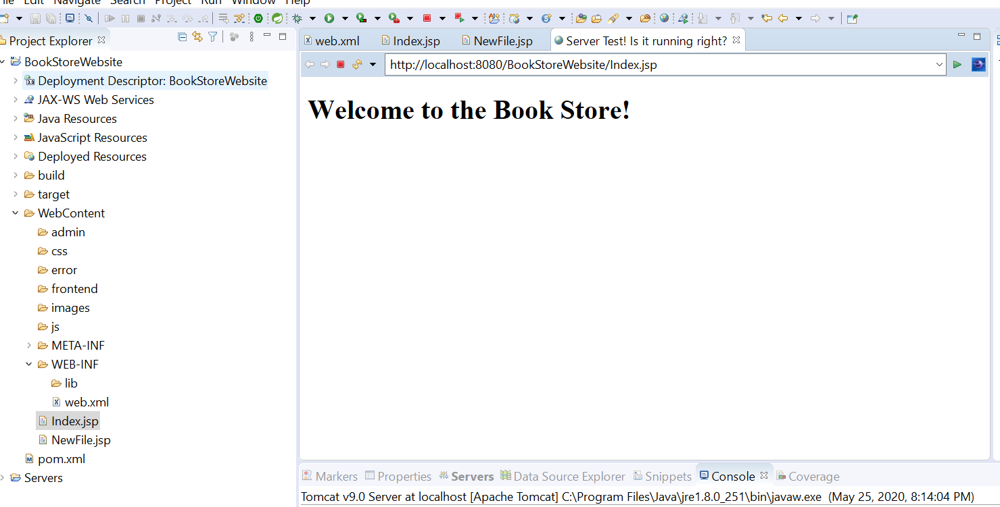 Edit Navigate Search Project Run Window Help
Project Explorer
web.xml Index.jsp NewFile.jsp Server Test! Is it running right?
http://localhost:8080/BookStoreWebsite/Index.jsp
BookStoreWebsite
Deployment Descriptor: BookStoreWebsite
JAX-WS Web Services
Java Resources
JavaScript Resources
Deployed Resources
build
target
WebContent
admin
css
error
frontend
images
js
META-INF
WEB-INF
lib
web.xml
Index.jsp
NewFile.jsp
pom.xml
Servers
Welcome to the Book Store!
Markers Properties Servers Data Source Explorer Snippets Console Coverage
Tomcat v9.0 Server at localhost [Apache Tomcat] C:\Program Files\Java\jre1.8.0_251\bin\javaw.exe (May 25, 2020, 8:14:04 PM)